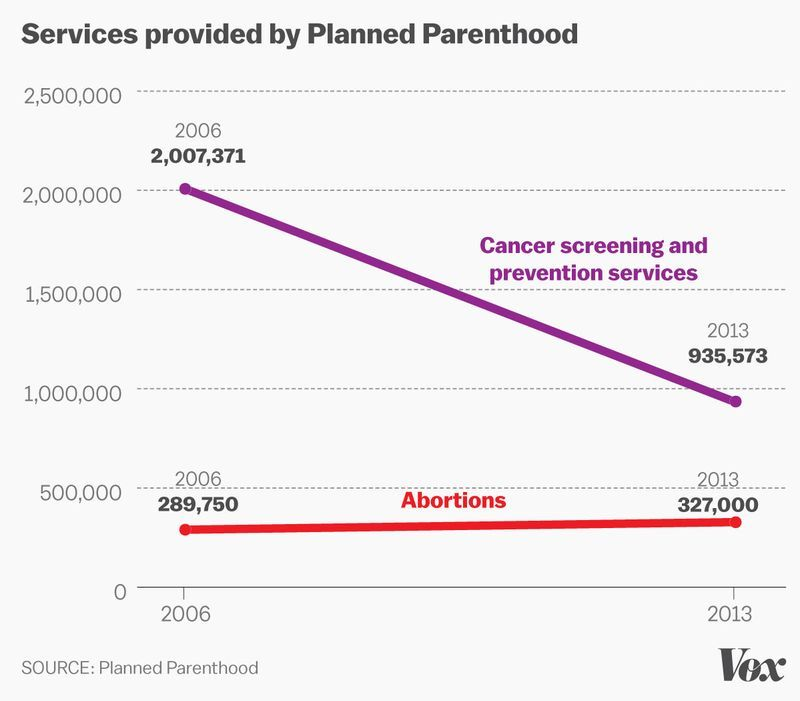 Services provided by Planned Parenthood
2,500,000
2006
2,007,371
2,000,000
Cancer screening and
prevention services
1,500,000
2013
935,573
1,000,000
2006
289,750
500,000
Abortions
2013
327,000
0
2006
2013
SOURCE: Planned Parenthood
Vox